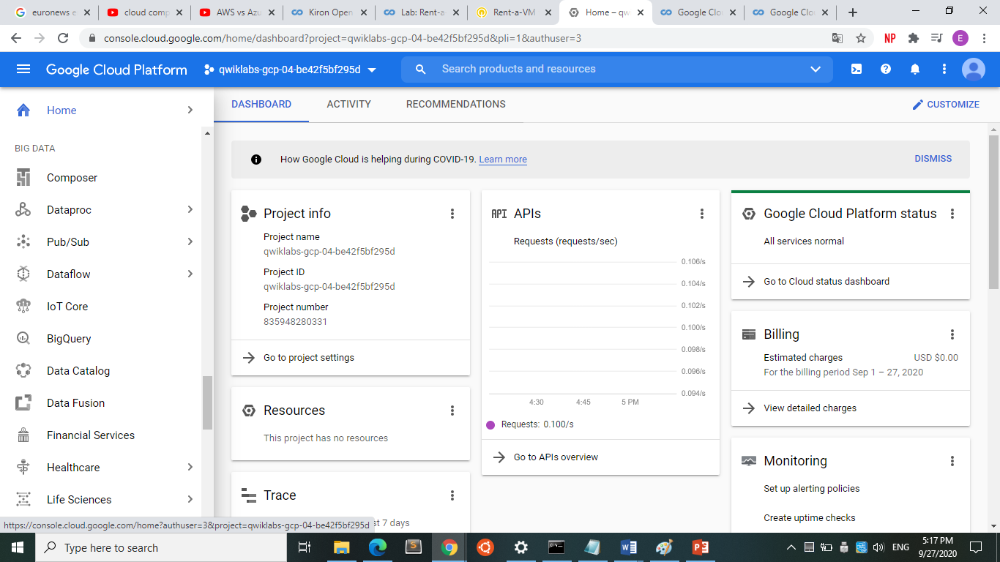 euronews e
cloud comp
AWS vs Azu
Kiron Open
Lab: Rent-a
Rent-a-VM
Home – qw
Google Clo
Google Clo
console.cloud.google.com/home/dashboard?project=qwiklabs-gcp-04-be42f5bf295d&pli=1&authuser=3
NP
E
Google Cloud Platform
qwiklabs-gcp-04-be42f5bf295d
Search products and resources
Home
BIG DATA
Composer
Dataproc
Pub/Sub
Dataflow
IoT Core
BigQuery
Data Catalog
Data Fusion
Financial Services
Healthcare
Life Sciences
https://console.cloud.google.com/home?authuser=3&project=qwiklabs-gcp-04-be42f5bf295d
DASHBOARD
ACTIVITY
RECOMMENDATIONS
CUSTOMIZE
How Google Cloud is helping during COVID-19. Learn more
DISMISS
Project info
Project name
qwiklabs-gcp-04-be42f5bf295d
Project ID
qwiklabs-gcp-04-be42f5bf295d
Project number
835948280331
Go to project settings
Resources
This project has no resources
Trace
st 7 days
API APIs
Requests (requests/sec)
0.106/s
0.104/s
0.102/s
0.100/s
0.098/s
0.096/s
0.094/s
4:30 4:45 5 PM
Requests: 0.100/s
Go to APIs overview
Google Cloud Platform status
All services normal
Go to Cloud status dashboard
Billing
Estimated charges USD $0.00
For the billing period Sep 1 – 27, 2020
View detailed charges
Monitoring
Set up alerting policies
Create uptime checks
Type here to search
ENG
5:17 PM
9/27/2020